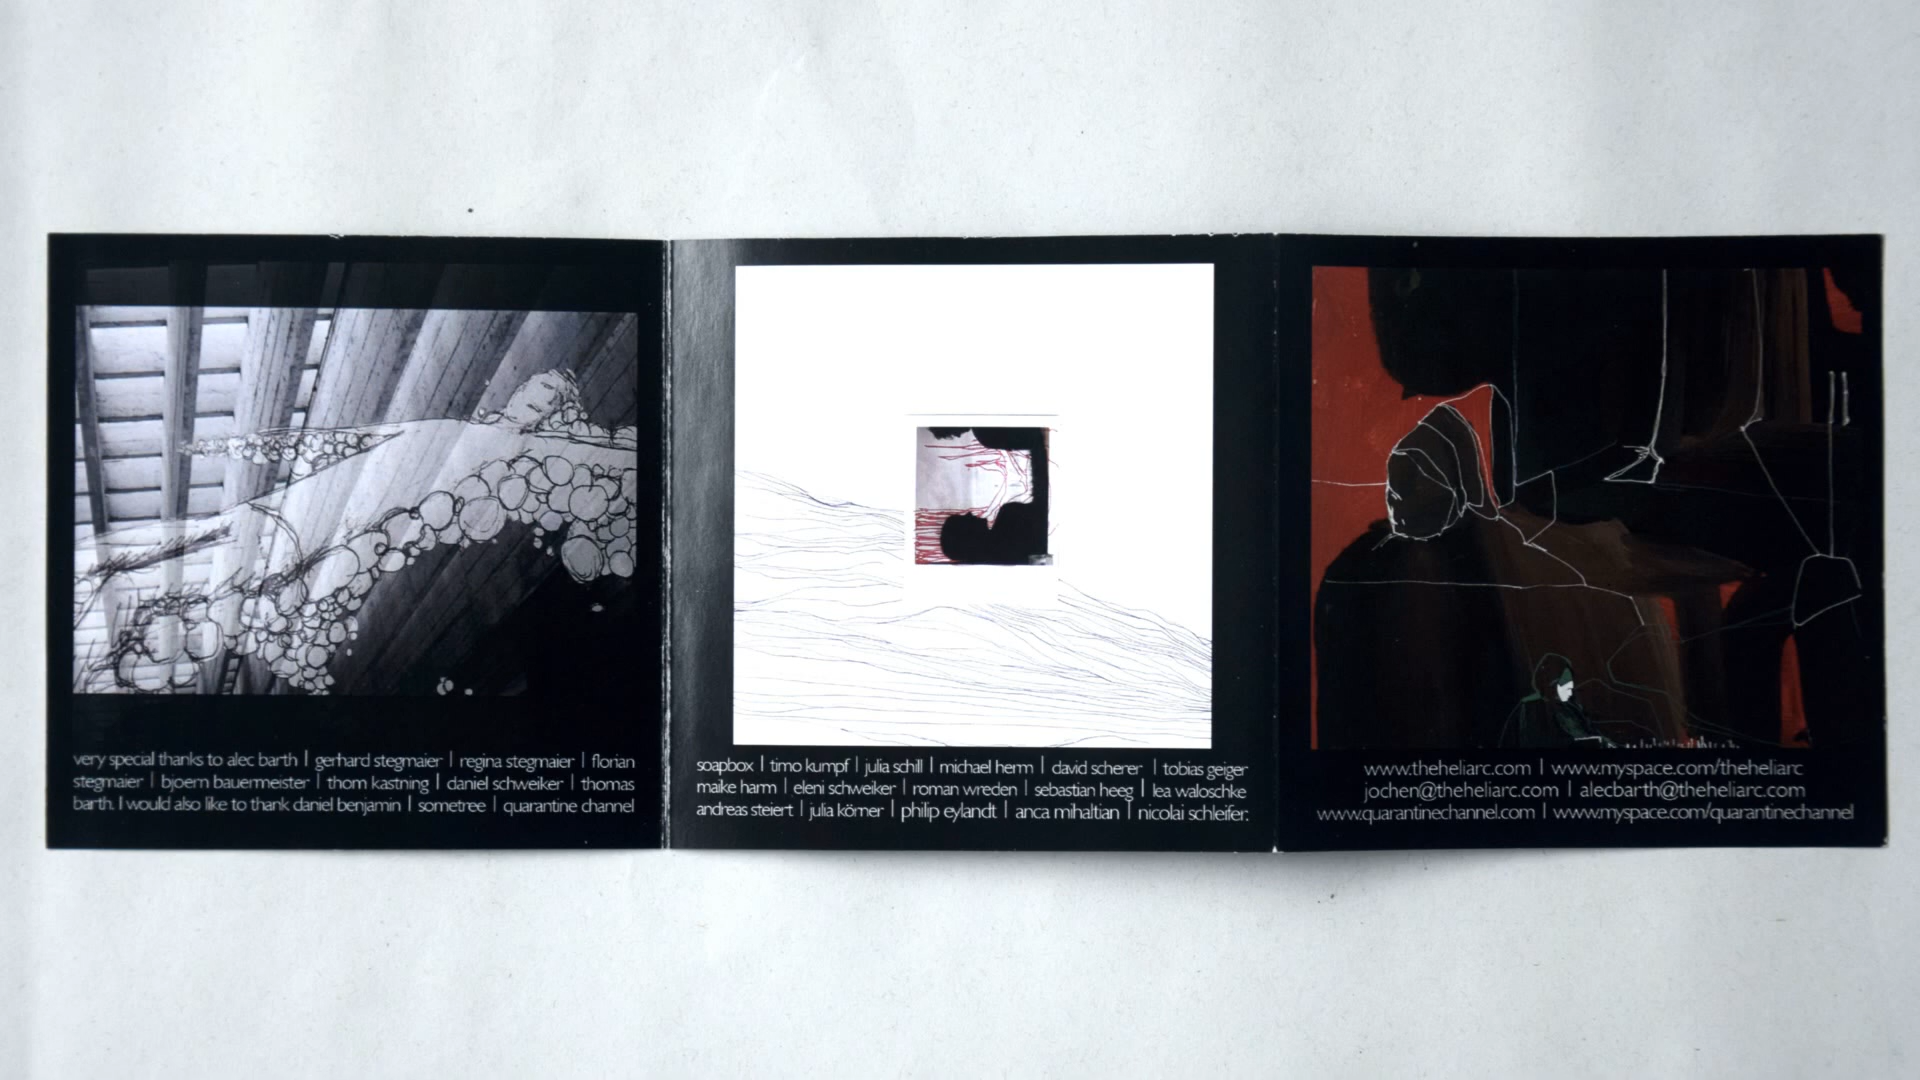 very special thanks to alec barth | gerhard stegmaier | regina stegmaier | florian
stegmaier | bjoern bauermeister | thom kastning | daniel schweiker | thomas
barth. I would also like to thank daniel benjamin | sometree | quarantine channel
soapbox | timo kumpf | julia schill | michael herm | david scherer | tobias geiger
maike harm | eleni schweiker | roman wreden | sebastian heeg | lea waloschke
andreas steiert | julia körner | philip eylandt | anca mihaltian | nicolai schleifer.
www.theheliarc.com | www.myspace.com/theheliarc
jochen@theheliarc.com | alecbarth@theheliarc.com
www.quarantinechannel.com | www.myspace.com/quarantinechannel